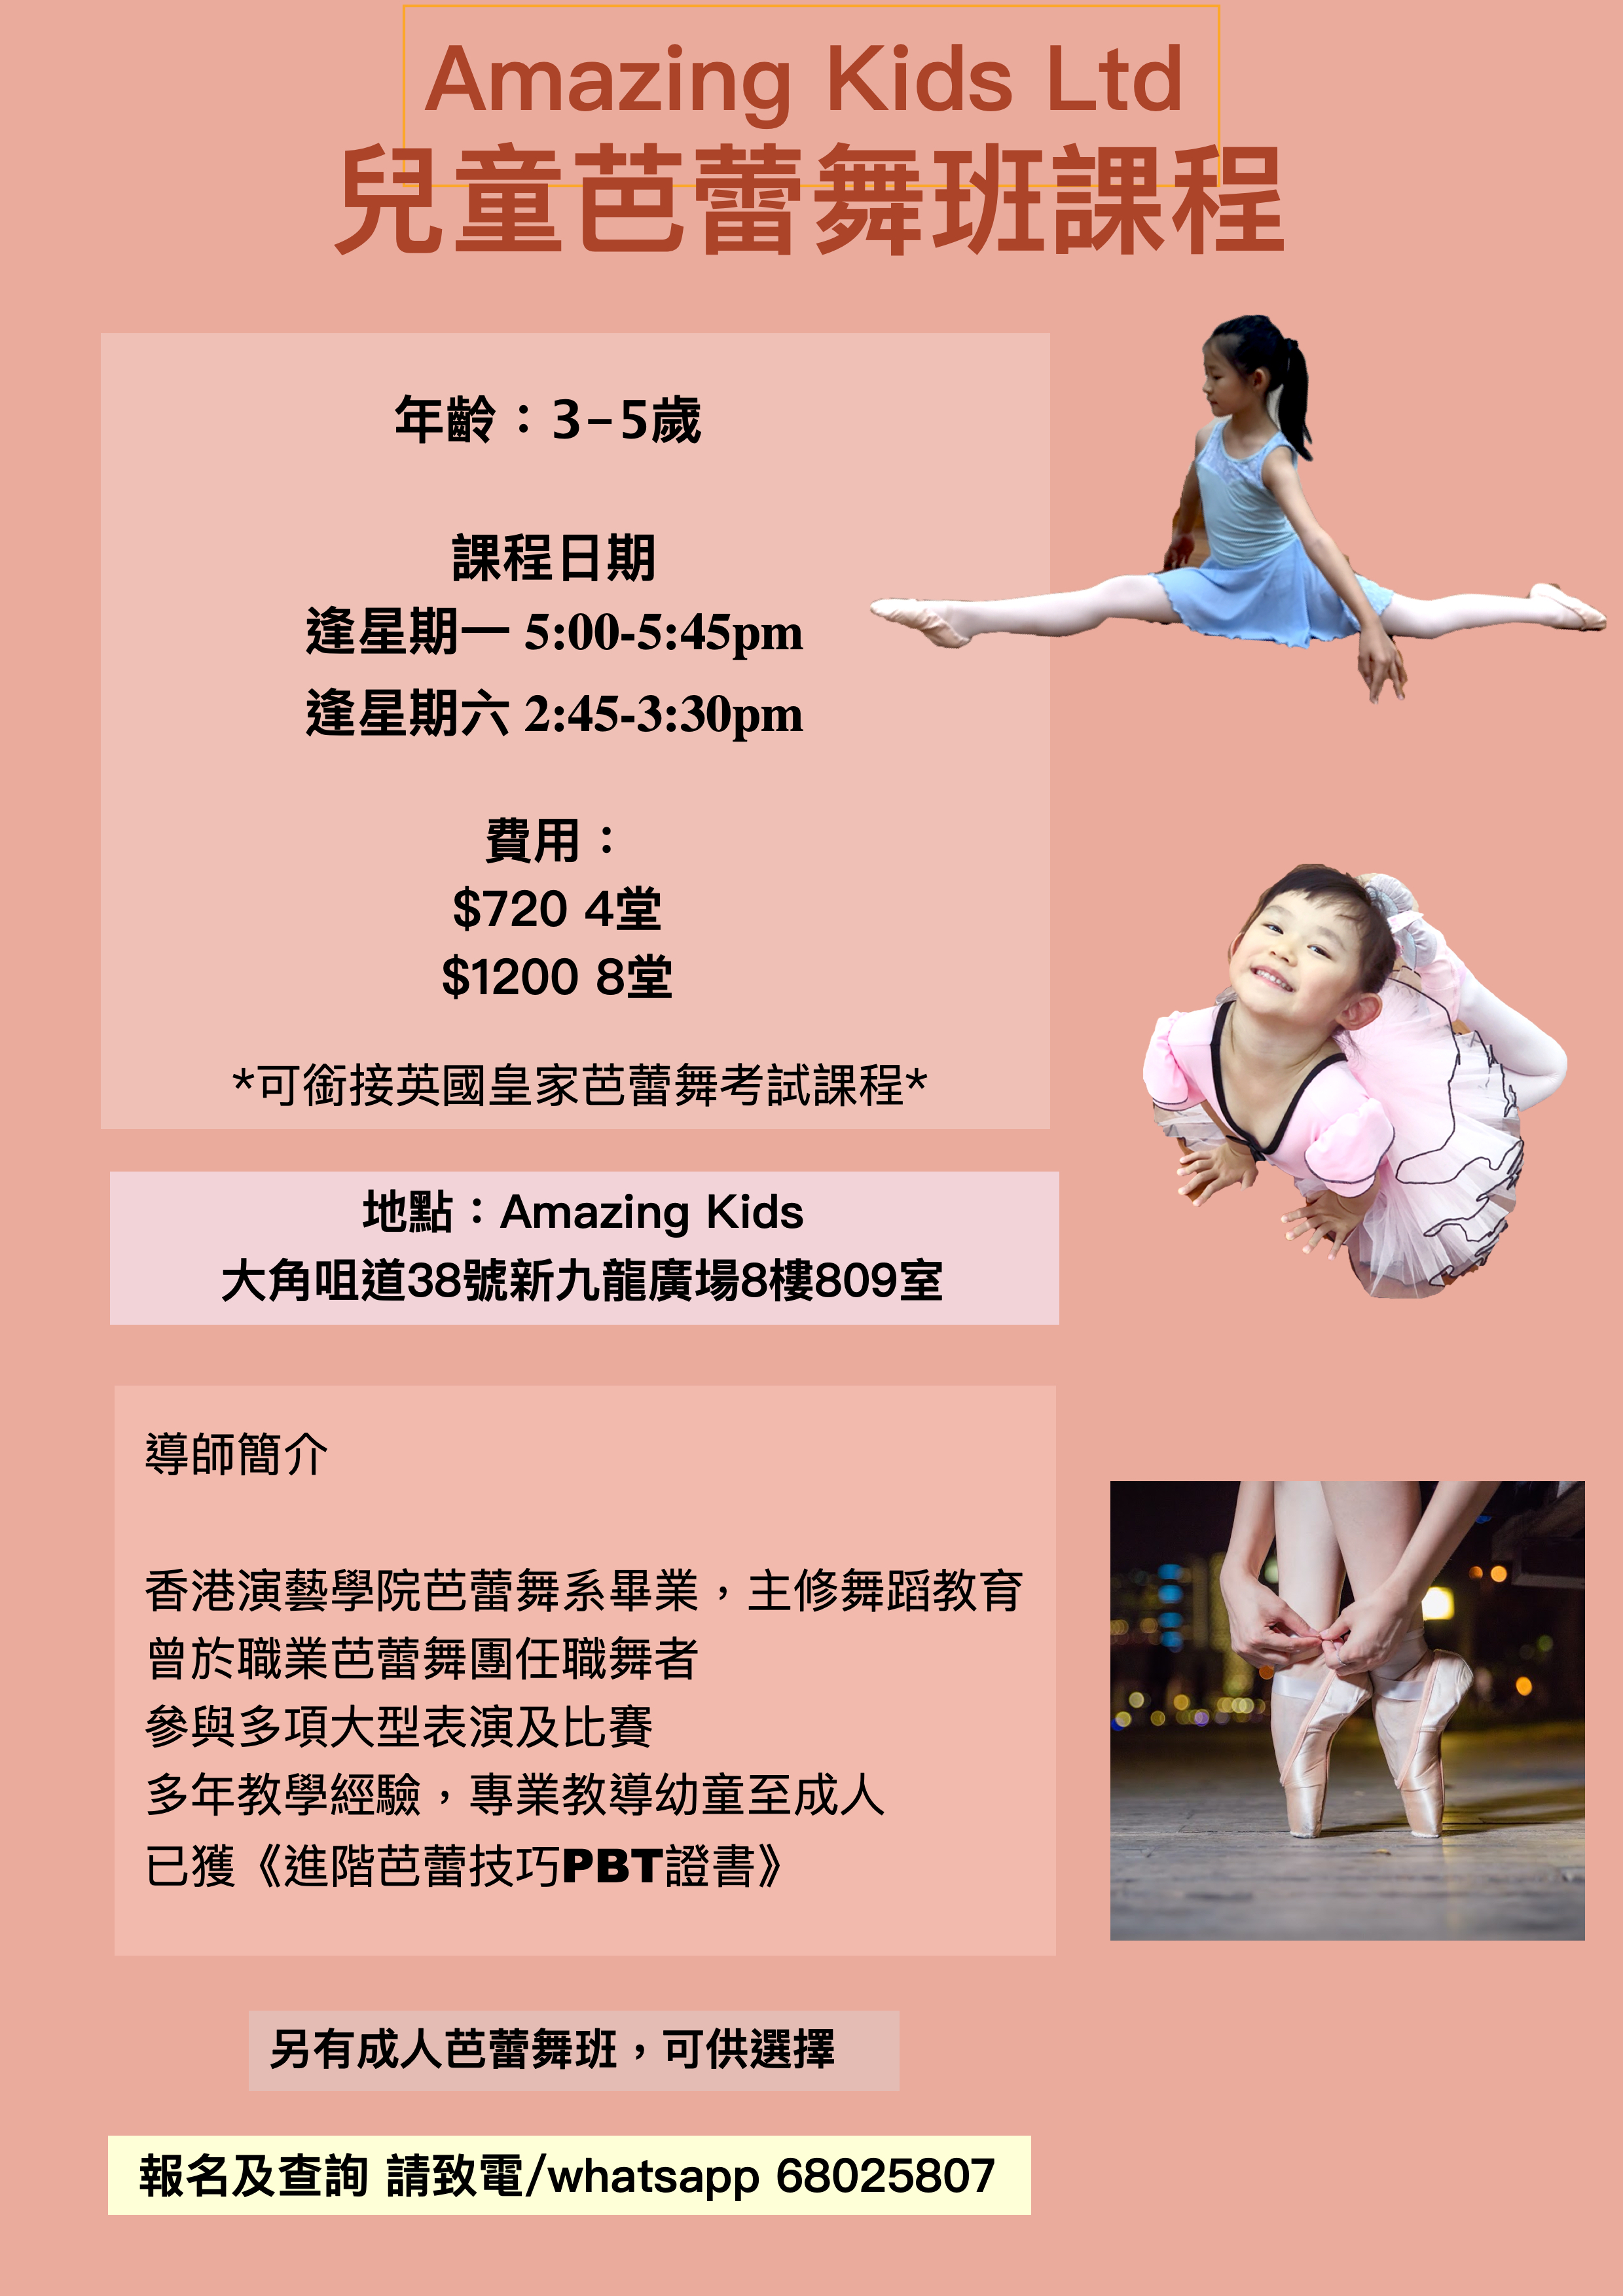 Amazing Kids Ltd
兒童芭蕾舞班課程
年齡：3-5歲
課程日期
逢星期一 5:00-5:45pm
逢星期六 2:45-3:30pm
費用：
$720 4堂
$1200 8堂
*可銜接英國皇家芭蕾舞考試課程*
地點：Amazing Kids
大角咀道38號新九龍廣場8樓809室
導師簡介
香港演藝學院芭蕾舞系畢業，主修舞蹈教育
曾於職業芭蕾舞團任職舞者
參與多項大型表演及比賽
多年教學經驗，專業教導幼童至成人
已獲《進階芭蕾技巧PBT證書》
另有成人芭蕾舞班，可供選擇
報名及查詢 請致電/whatsapp 68025807